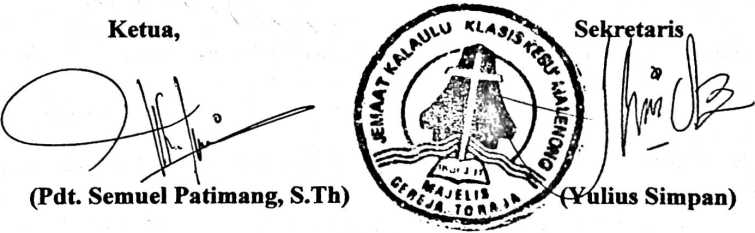 Ketua,
Sekretaris
JEMAAT KALAULU KLASIS KESU' MALENONG
MAJELIS
GEREJA TORAJA
(Pdt. Semuel Patimang, S.Th)
(Yulius Simpan)